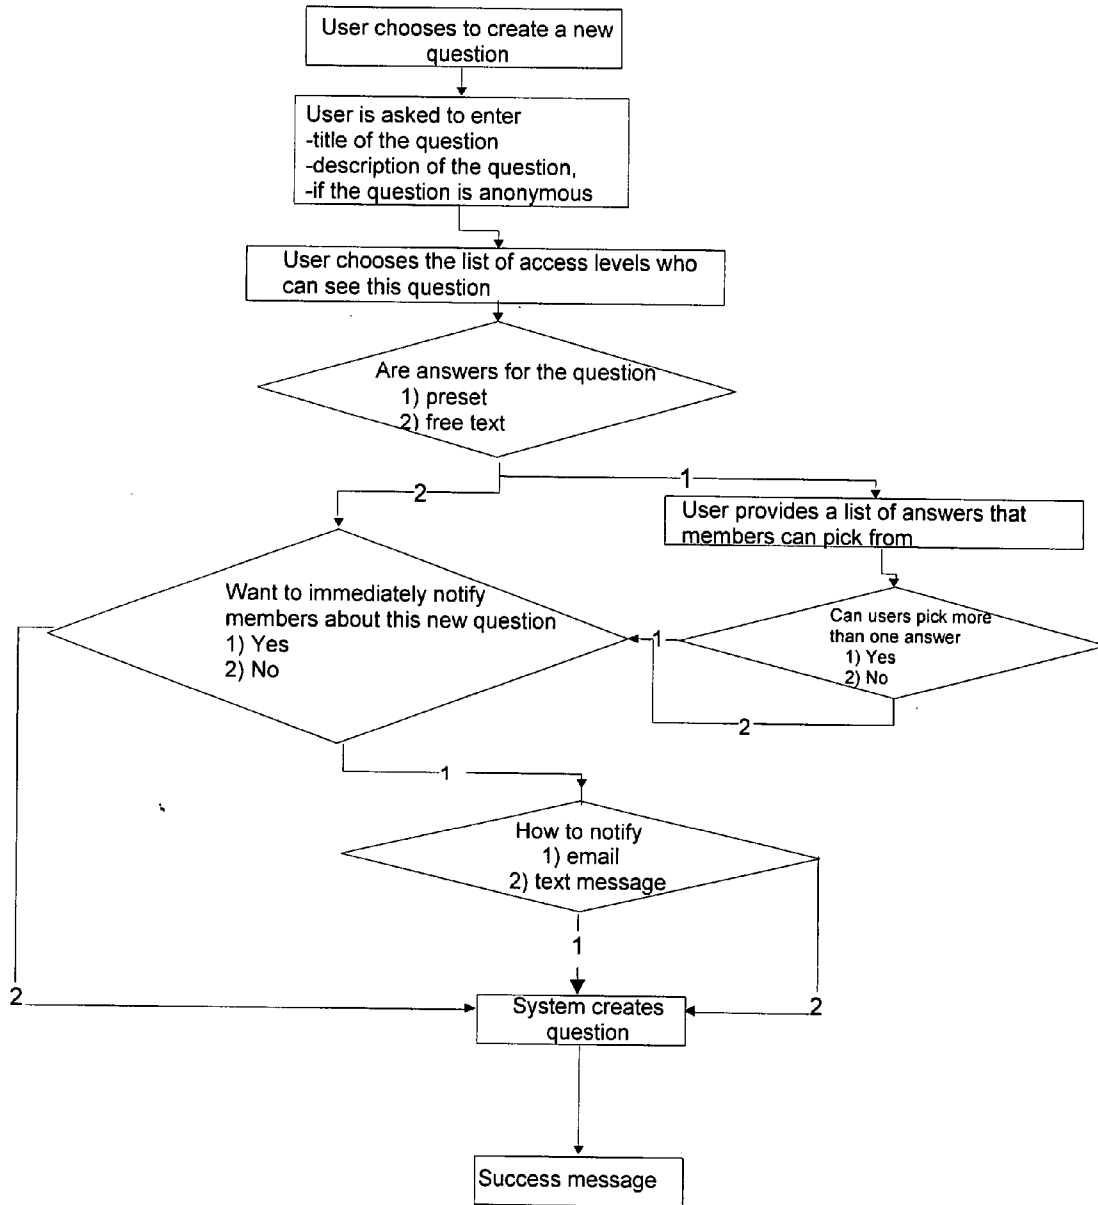 User chooses to create a new
question
User is asked to enter
-title of the question
-description of the question,
-if the question is anonymous
User chooses the list of access levels who
can see this question
Are answers for the question
1) preset
2) free text
1
2
User provides a list of answers that
members can pick from
Want to immediately notify
members about this new question
1) Yes
2) No
Can users pick more
than one answer
1) Yes
2) No
1
2
1
How to notify
1) email
2) text message
1
2
2
System creates
question
Success message